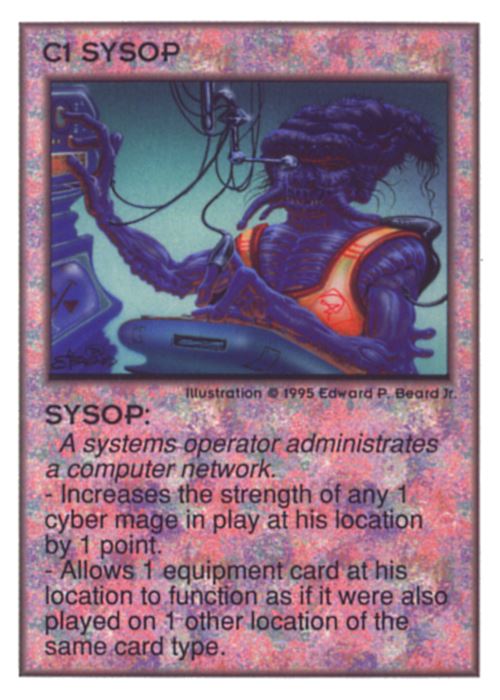 C1 SYSOP
Illustration © 1995 Edward P. Beard Jr.
SYSOP:
A systems operator administrates
a computer network.
- Increases the strength of any 1
cyber mage in play at his location
by 1 point.
- Allows 1 equipment card at his
location to function as if it were also
played on 1 other location of the
same card type.